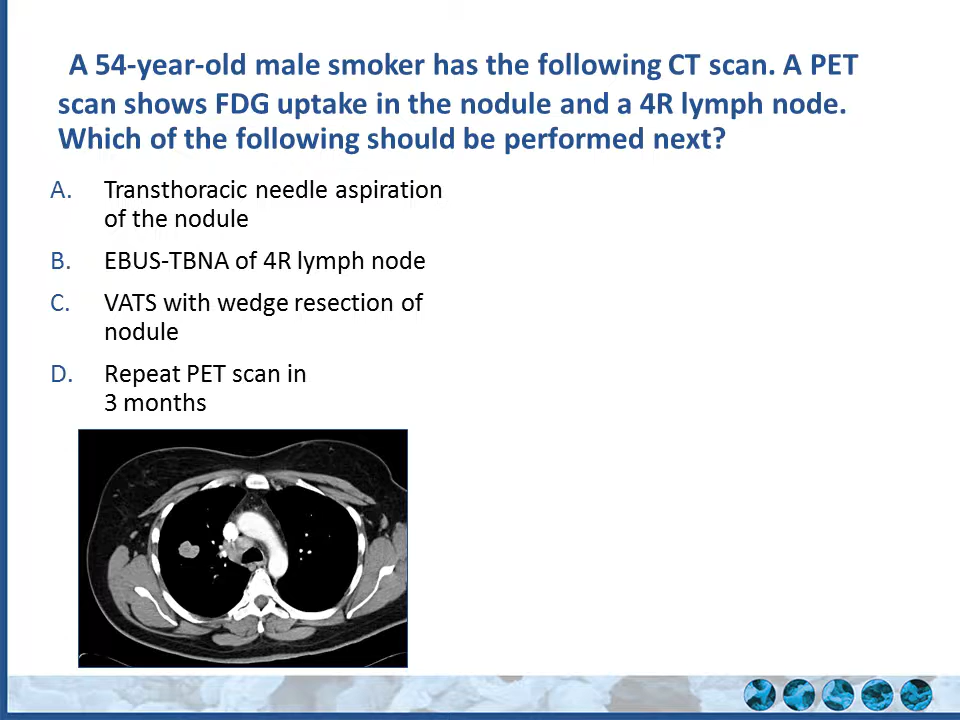 A 54-year-old male smoker has the following CT scan. A PET
scan shows FDG uptake in the nodule and a 4R lymph node.
Which of the following should be performed next?
A. Transthoracic needle aspiration
of the nodule
B. EBUS-TBNA of 4R lymph node
C. VATS with wedge resection of
nodule
D. Repeat PET scan in
3 months